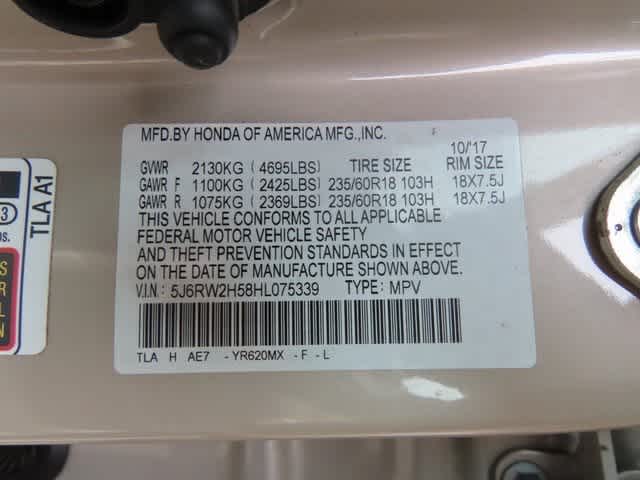 MFD.BY HONDA OF AMERICA MFG.,INC.
10/'17
GVWR 2130KG (4695LBS) TIRE SIZE RIM SIZE
GAWR F 1100KG (2425LBS) 235/60R18 103H 18X7.5J
GAWR R 1075KG (2369LBS) 235/60R18 103H 18X7.5J
THIS VEHICLE CONFORMS TO ALL APPLICABLE
FEDERAL MOTOR VEHICLE SAFETY
AND THEFT PREVENTION STANDARDS IN EFFECT
ON THE DATE OF MANUFACTURE SHOWN ABOVE.
V.I.N: 5J6RW2H58HL075339 TYPE: MPV
TLA H AE7 -YR620MX -F-L
TLA A1